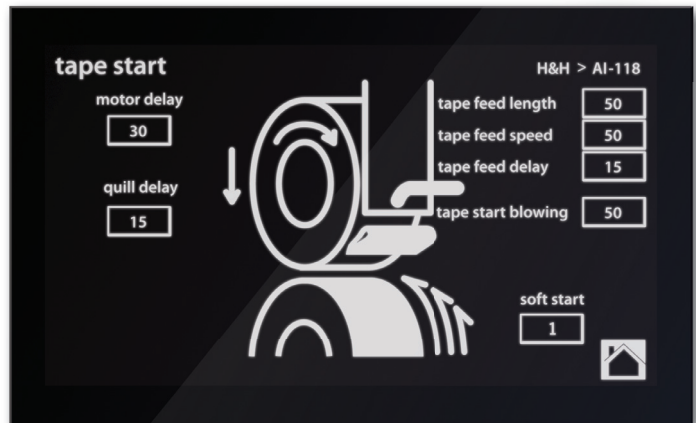 tape start
H&H > AI-118
motor delay
30
quill delay
15
tape feed length 50
tape feed speed 50
tape feed delay 15
tape start blowing 50
soft start
1